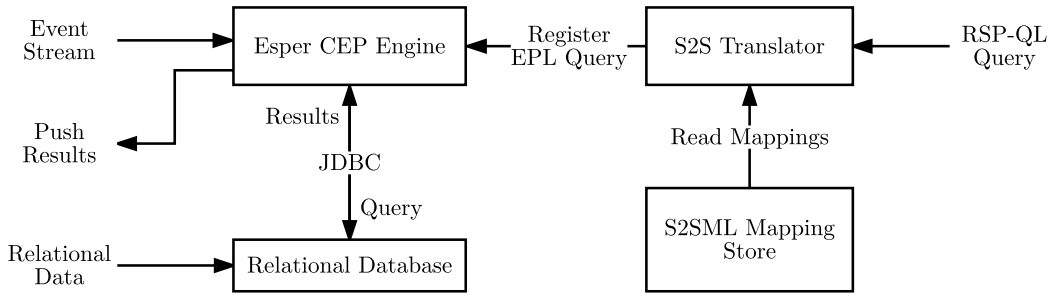 Event
Stream
Esper CEP Engine
Register
EPL Query
S2S Translator
RSP-QL
Query
Push
Results
Results
JDBC
Query
Read Mappings
S2SML Mapping
Store
Relational
Data
Relational Database